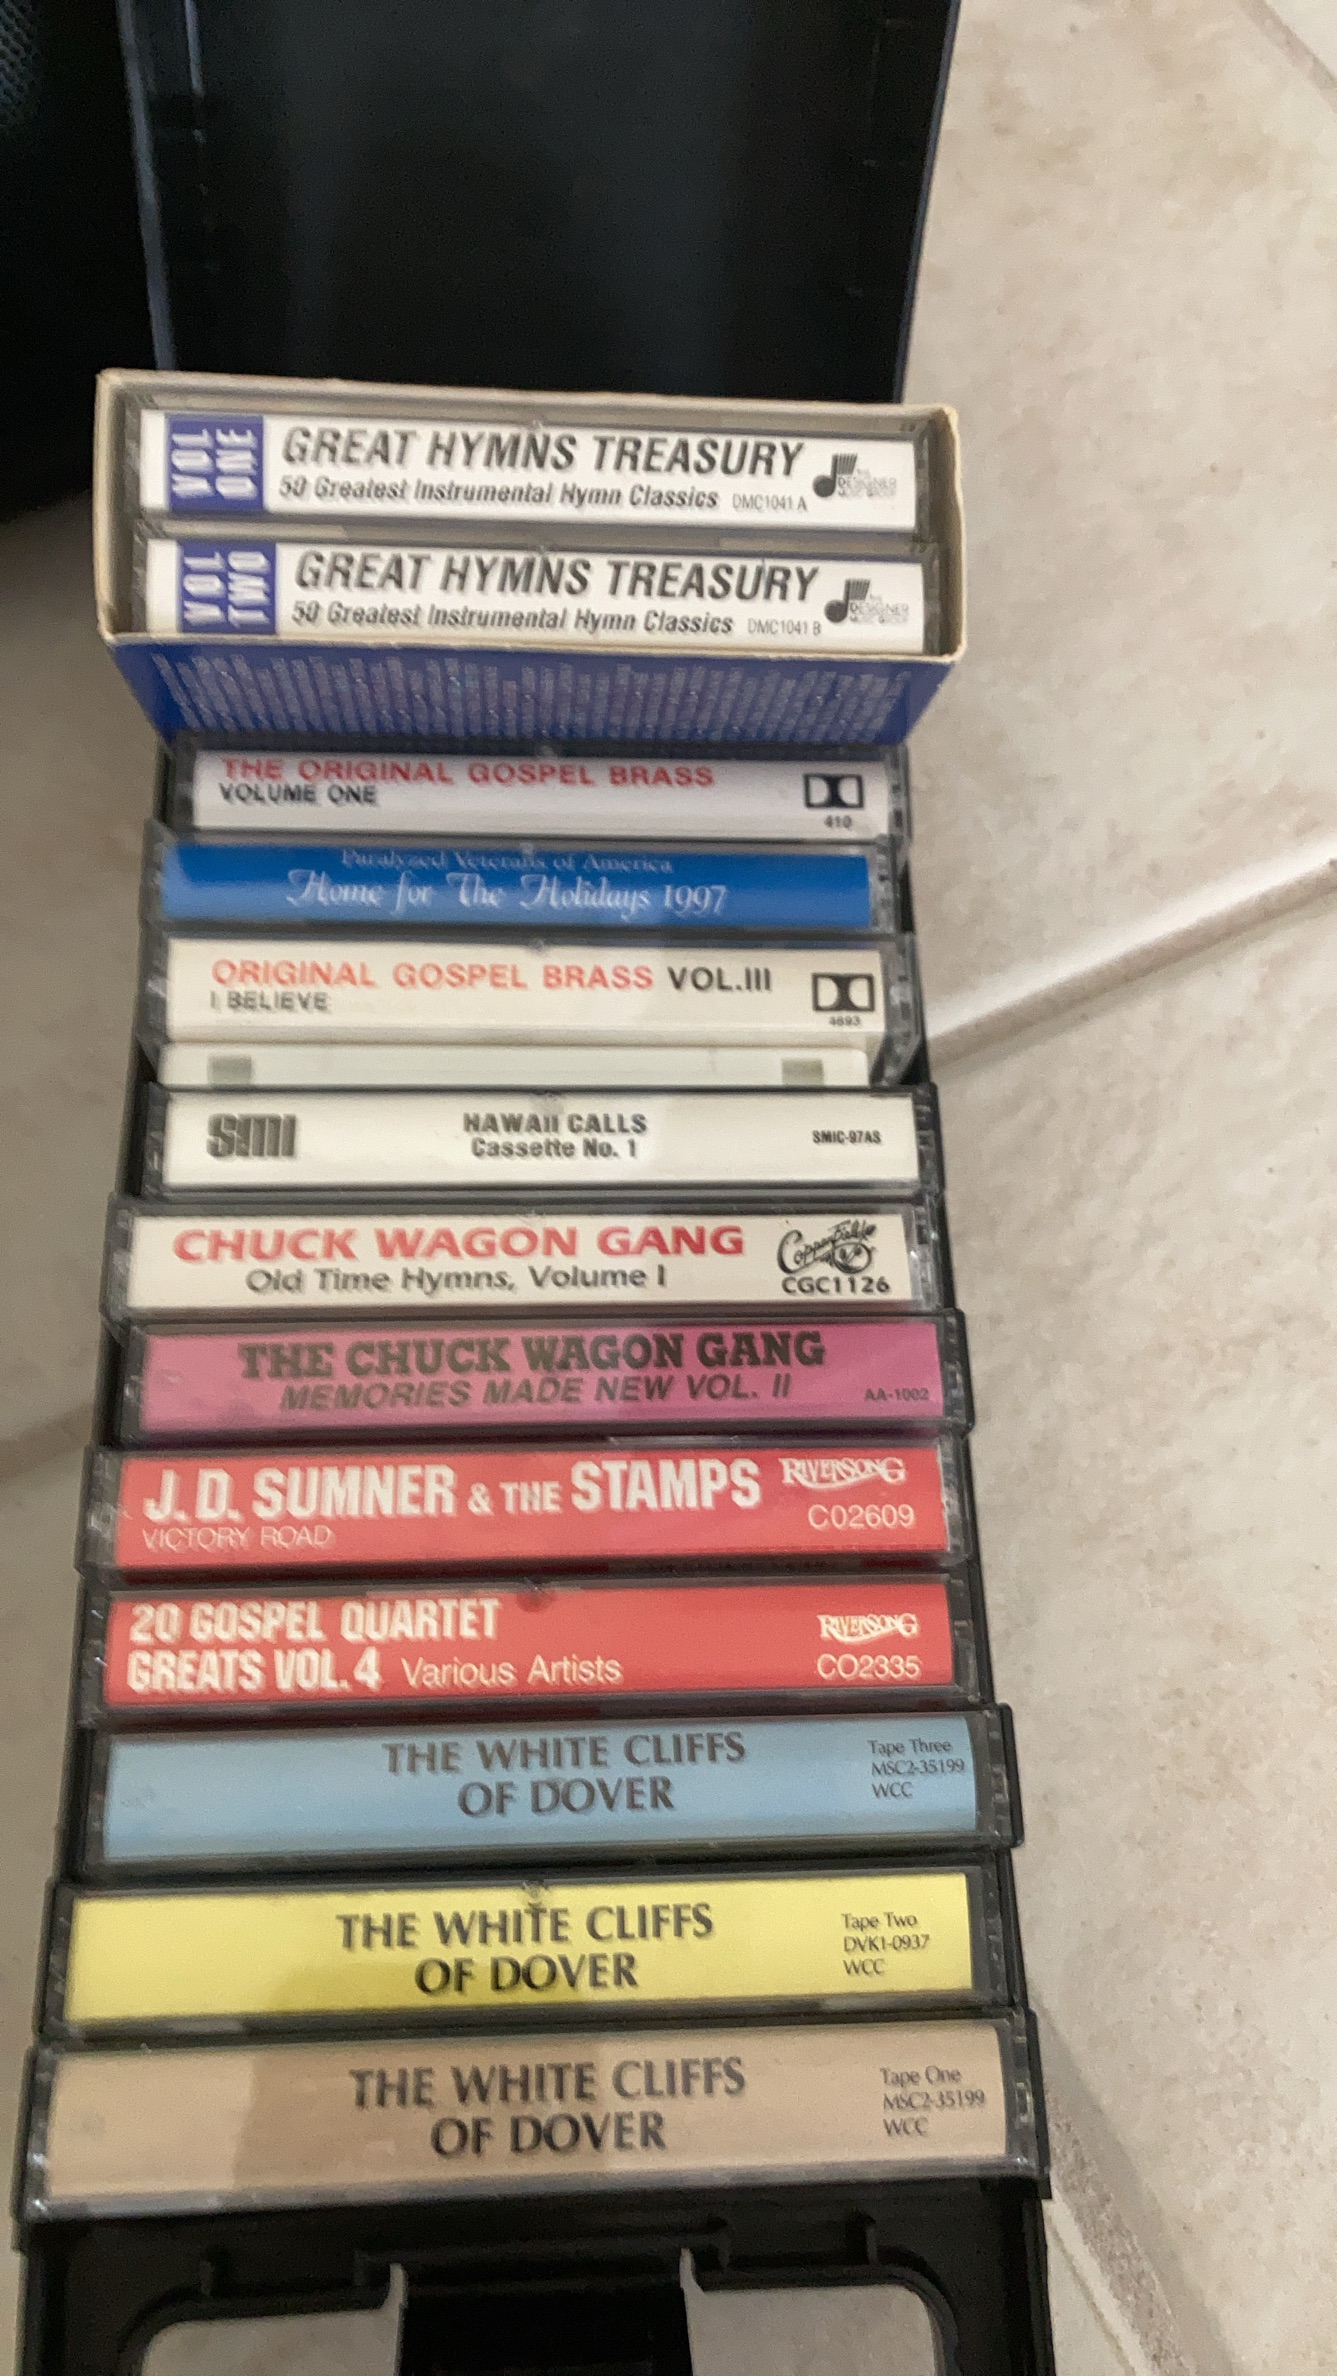 VOL ONE
GREAT HYMNS TREASURY
50 Greatest Instrumental Hymn Classics DMC1041 A
DESIGNER
VOL TWO
GREAT HYMNS TREASURY
50 Greatest Instrumental Hymn Classics DMC1041 B
DESIGNER
THE ORIGINAL GOSPEL BRASS
VOLUME ONE
410
Paralyzed Veterans of America
Home for The Holidays 1997
ORIGINAL GOSPEL BRASS VOL.III
I BELIEVE
4693
SMI
HAWAII CALLS
Cassette No. 1
SMIC-97AS
CHUCK WAGON GANG
Old Time Hymns, Volume I
CGC1126
THE CHUCK WAGON GANG
MEMORIES MADE NEW VOL. II
AA-1002
J.D. SUMNER & THE STAMPS
VICTORY ROAD
RIVERSONG
C02609
20 GOSPEL QUARTET
GREATS VOL.4 Various Artists
RIVERSONG
CO2335
THE WHITE CLIFFS
OF DOVER
Tape Three
MSC2-35199
WCC
THE WHITE CLIFFS
OF DOVER
Tape Two
DVK1-0937
WCC
THE WHITE CLIFFS
OF DOVER
Tape One
MSC2-35199
WCC